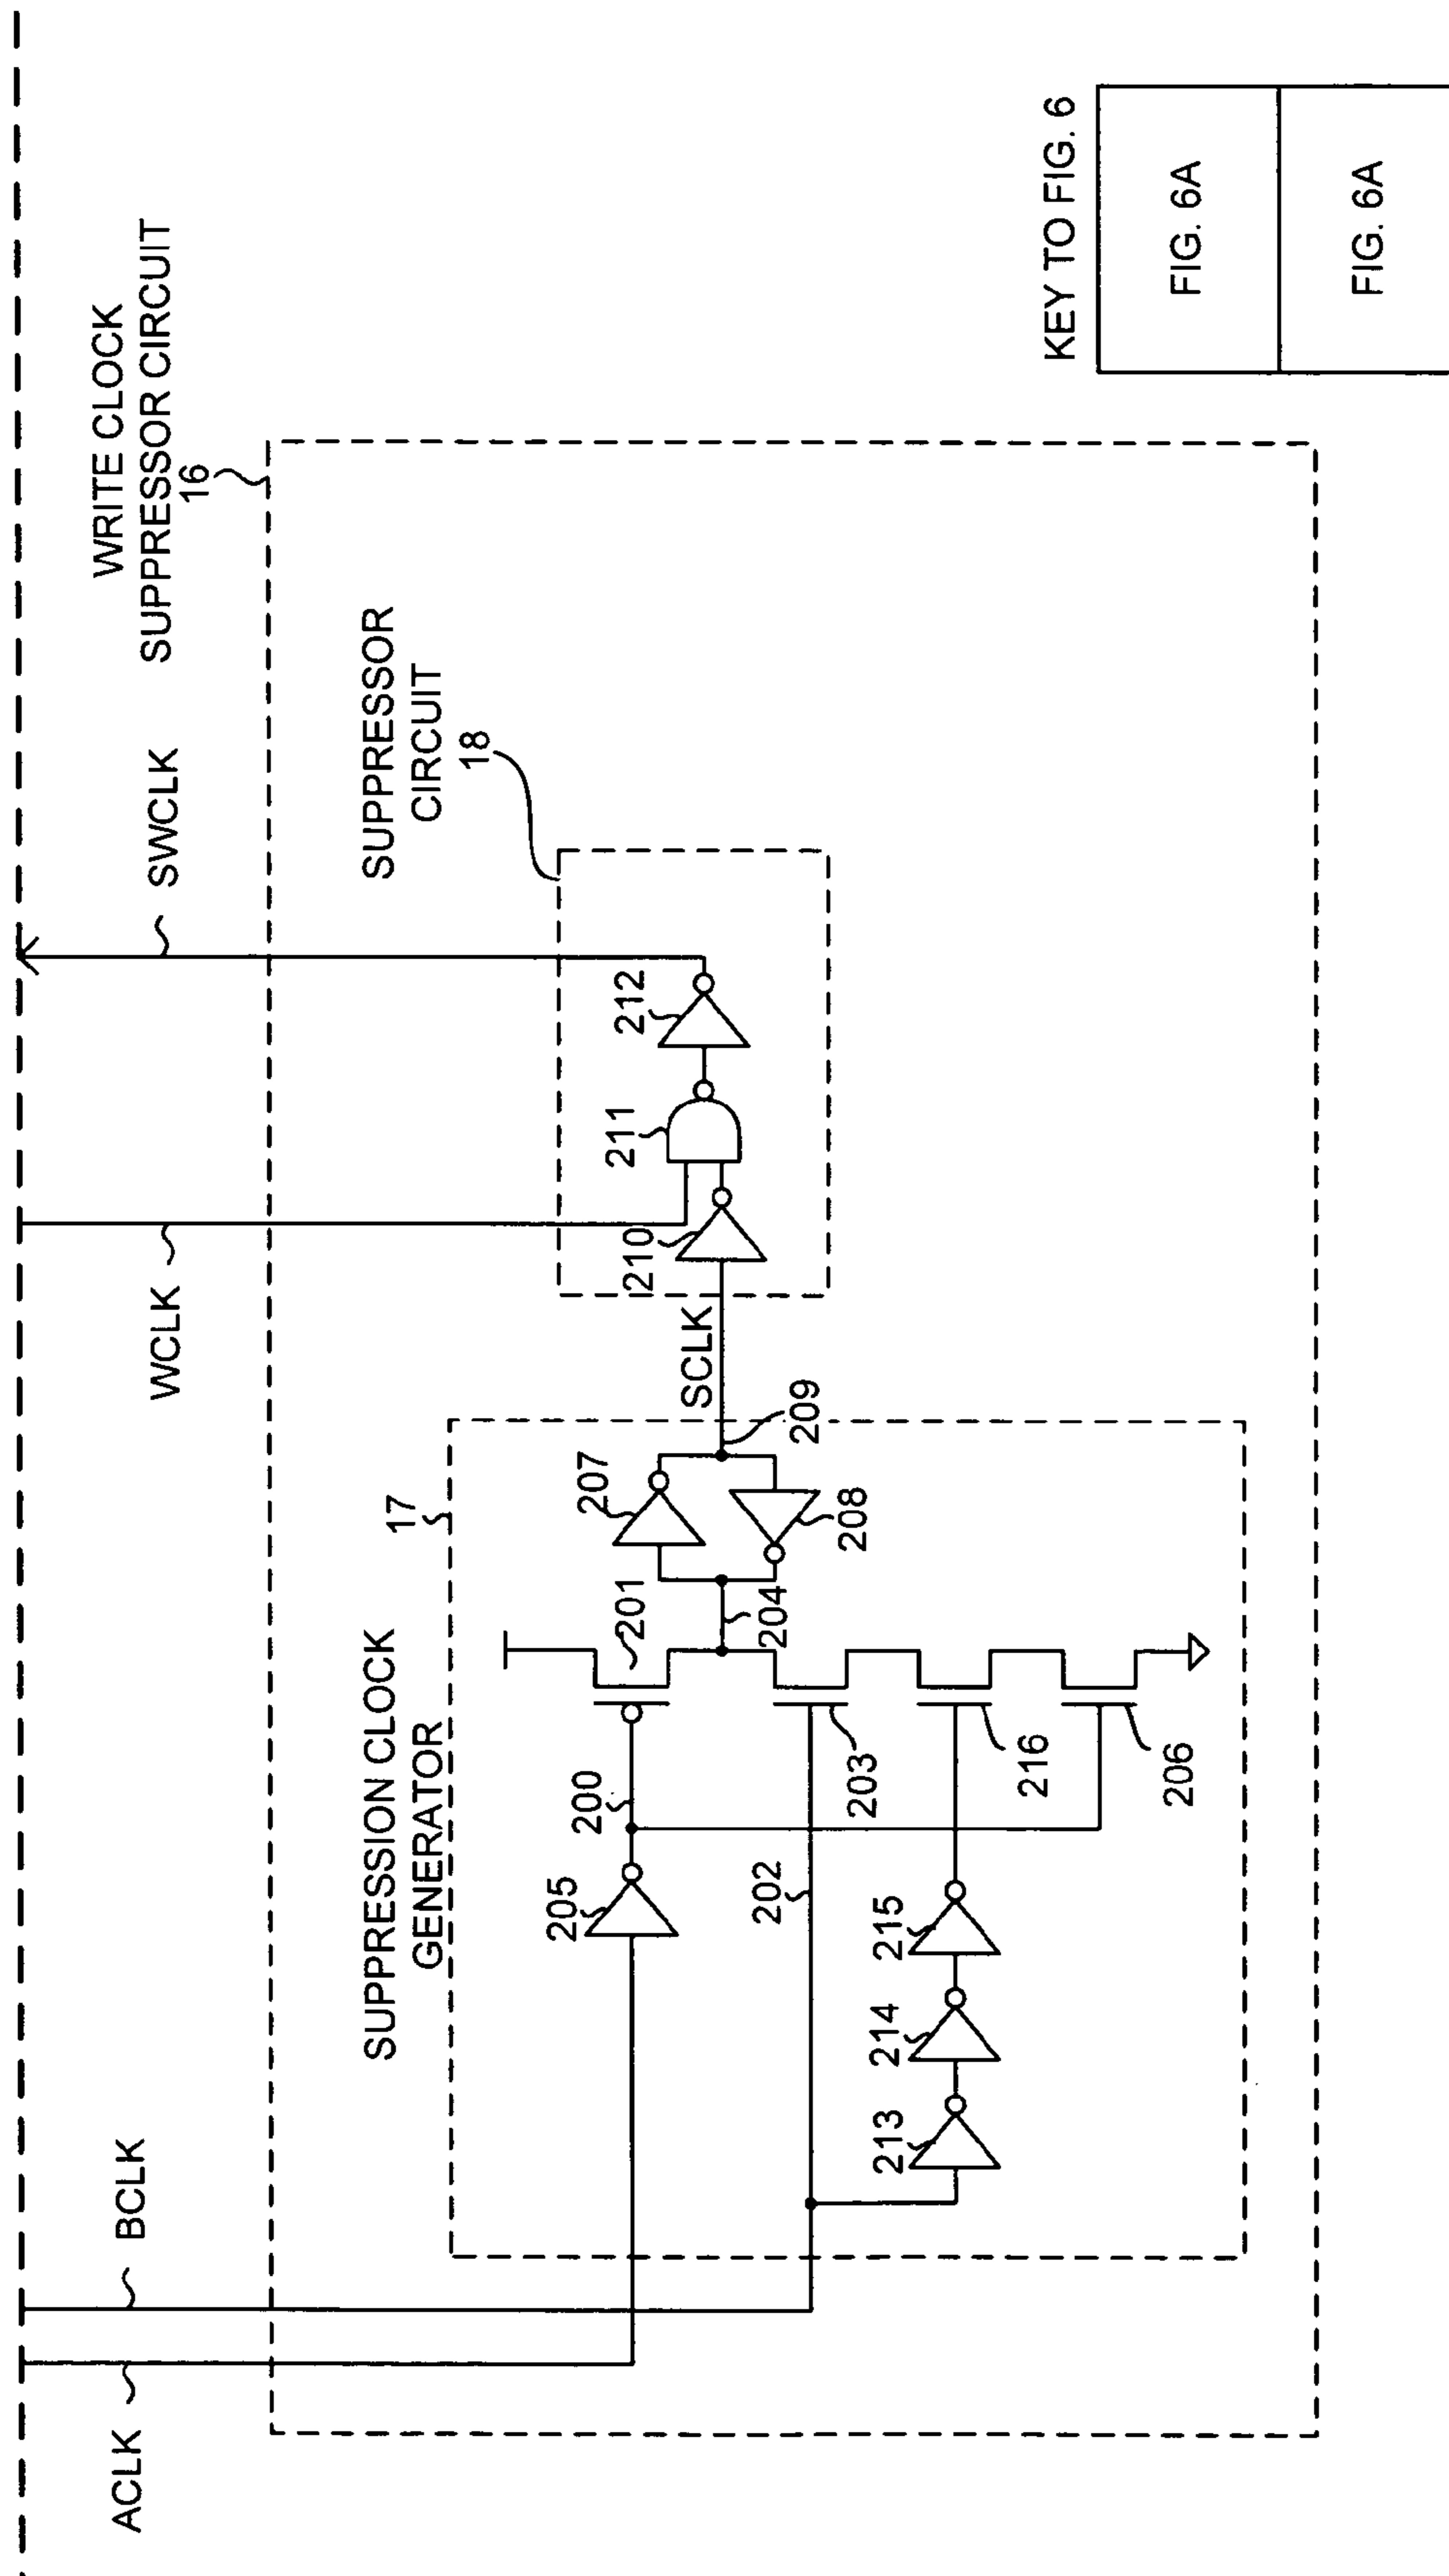 WRITE CLOCK
SUPPRESSOR CIRCUIT
16
ACLK
BCLK
WCLK
SWCLK
SUPPRESSION CLOCK
GENERATOR
17
SUPPRESSOR
CIRCUIT
18
205
200
201
207
202
203
204
208
209
SCLK
210
211
212
213
214
215
216
206
KEY TO FIG. 6
FIG. 6A
FIG. 6A